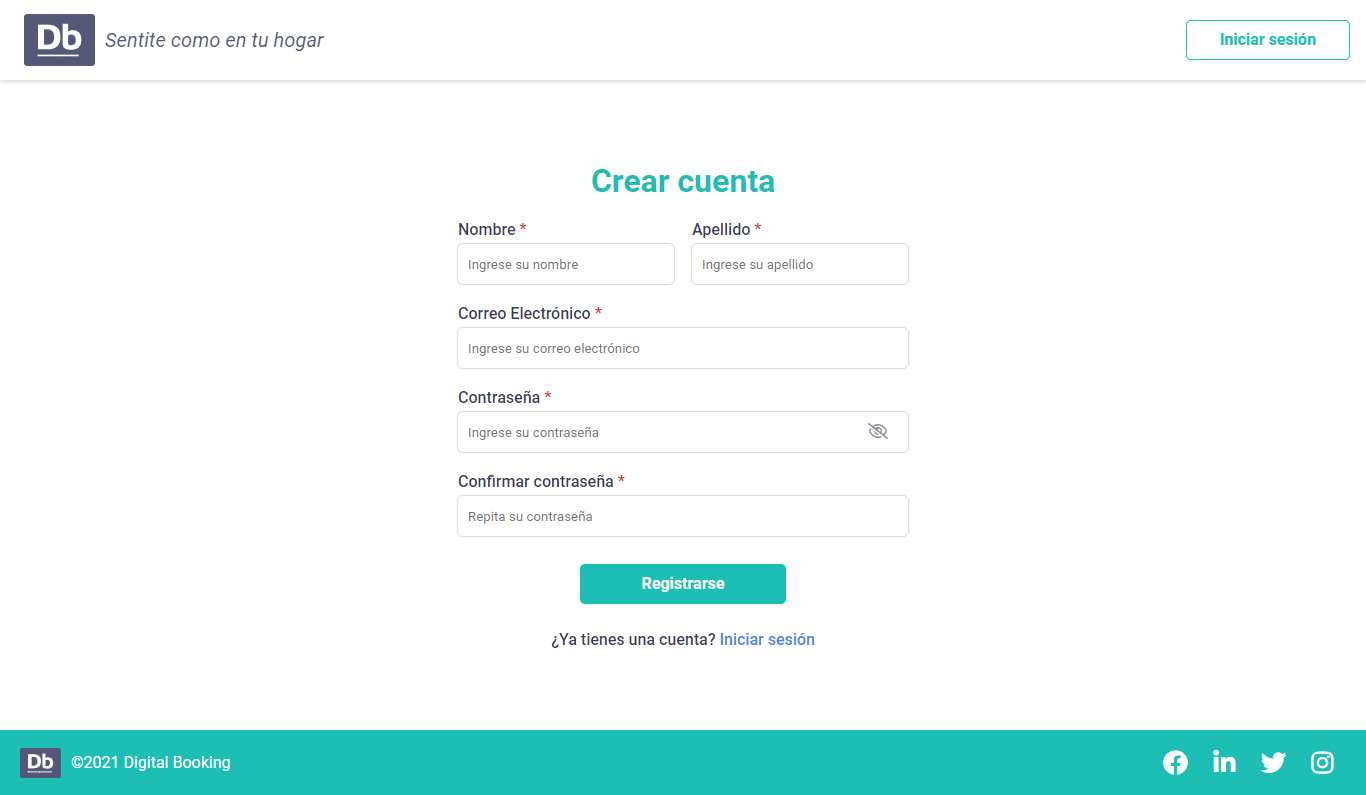 Db Sentite como en tu hogar
Iniciar sesión
Crear cuenta
Nombre * Apellido *
Ingrese su nombre Ingrese su apellido
Correo Electrónico *
Ingrese su correo electrónico
Contraseña *
Ingrese su contraseña
Confirmar contraseña *
Repita su contraseña
Registrarse
¿Ya tienes una cuenta? Iniciar sesión
Db ©2021 Digital Booking